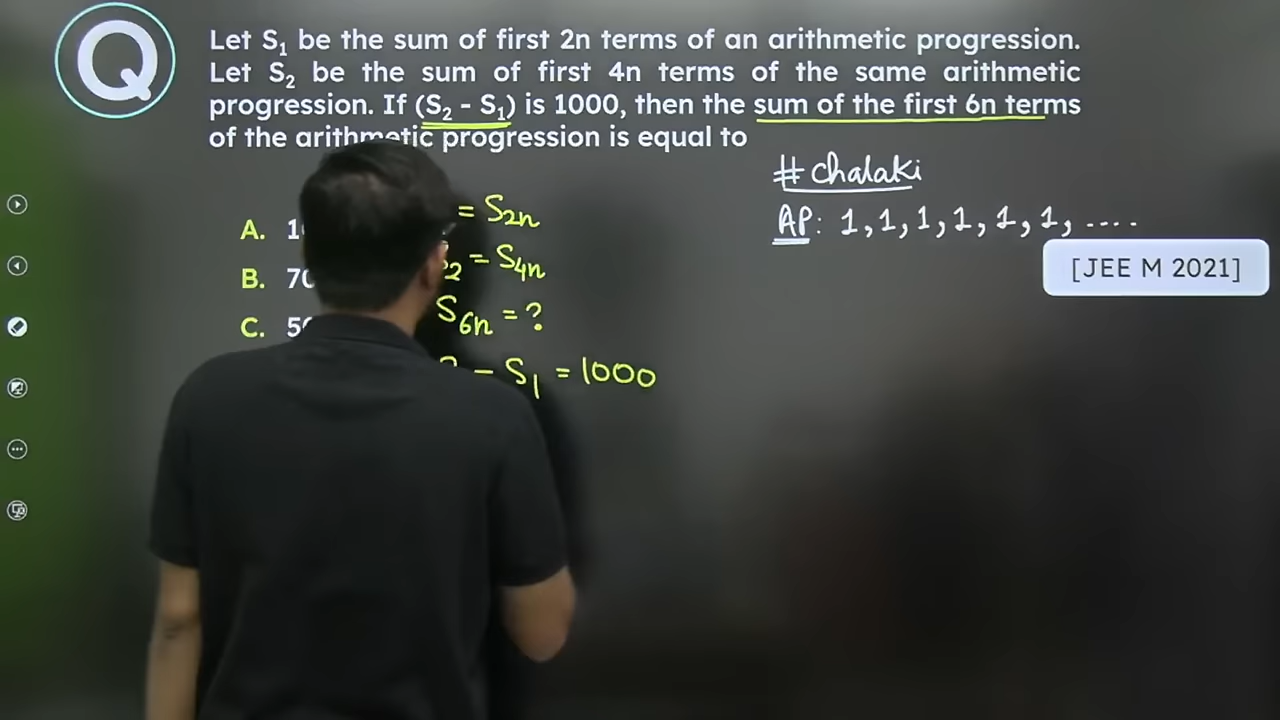 Q
Let S₁ be the sum of first 2n terms of an arithmetic progression.
Let S₂ be the sum of first 4n terms of the same arithmetic
progression. If (S₂ - S₁) is 1000, then the sum of the first 6n terms
of the arithmetic progression is equal to
#chalaki
AP: 1, 1, 1, 1, 1, 1, ....
[JEE M 2021]
A.
B.
C.
= S₂ₙ
₂ = S₄ₙ
S₆ₙ = ?
- S₁ = 1000